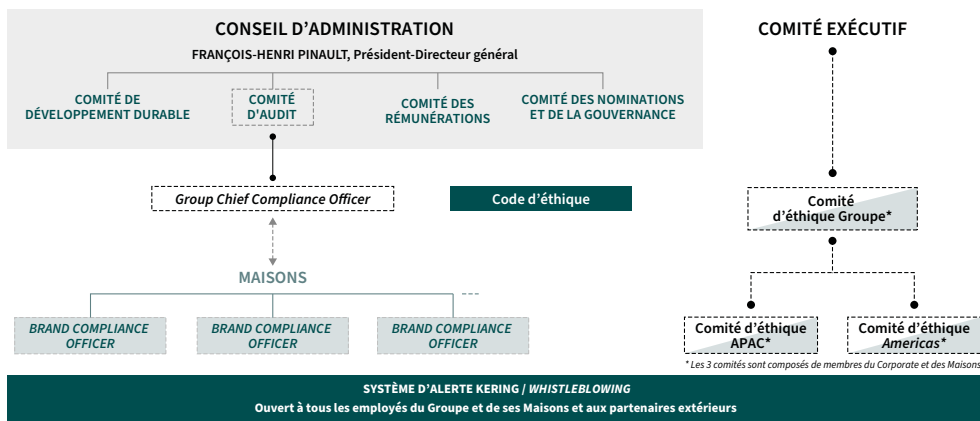 CONSEIL D’ADMINISTRATION
FRANÇOIS-HENRI PINAULT, Président-Directeur général
COMITÉ DE
DÉVELOPPEMENT DURABLE
COMITÉ
D'AUDIT
COMITÉ DES
RÉMUNÉRATIONS
COMITÉ DES NOMINATIONS
ET DE LA GOUVERNANCE
Group Chief Compliance Officer
Code d’éthique
MAISONS
BRAND COMPLIANCE
OFFICER
BRAND COMPLIANCE
OFFICER
BRAND COMPLIANCE
OFFICER
COMITÉ EXÉCUTIF
Comité
d’éthique Groupe*
Comité d’éthique
APAC*
Comité d’éthique
Americas*
* Les 3 comités sont composés de membres du Corporate et des Maisons
SYSTÈME D’ALERTE KERING / WHISTLEBLOWING
Ouvert à tous les employés du Groupe et de ses Maisons et aux partenaires extérieurs